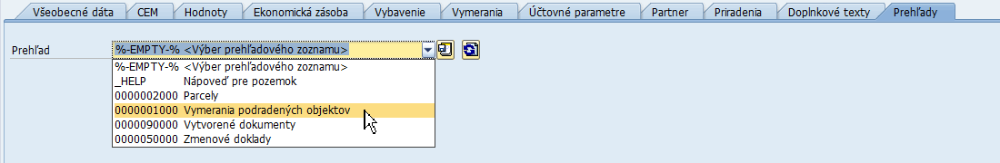 Všeobecné dáta CEM Hodnoty Ekonomická zásoba Vybavenie Vymerania Účtovné parametre Partner Priradenia Doplnkové texty Prehľady
Prehľad %-EMPTY-% <Výber prehľadového zoznamu>
%-EMPTY-% <Výber prehľadového zoznamu>
_HELP Nápoveď pre pozemok
0000002000 Parcely
0000001000 Vymerania podradených objektov
0000090000 Vytvorené dokumenty
0000050000 Zmenové doklady